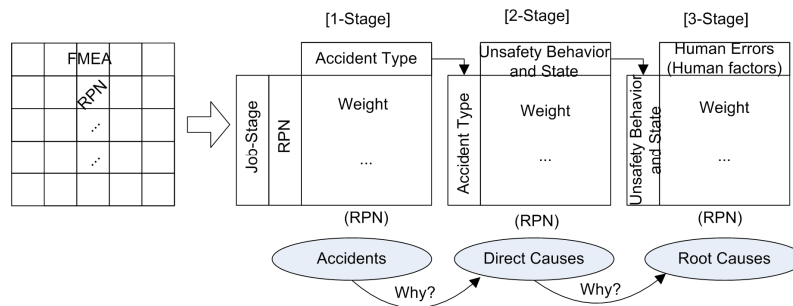 [1-Stage]
[2-Stage]
[3-Stage]
FMEA
RPN
...
...
Accident Type
Job-Stage
RPN
Weight
...
(RPN)
Unsafety Behavior
and State
Accident Type
Weight
...
(RPN)
Human Errors
(Human factors)
Unsafety Behavior
and State
Weight
...
(RPN)
Accidents
Why?
Direct Causes
Why?
Root Causes